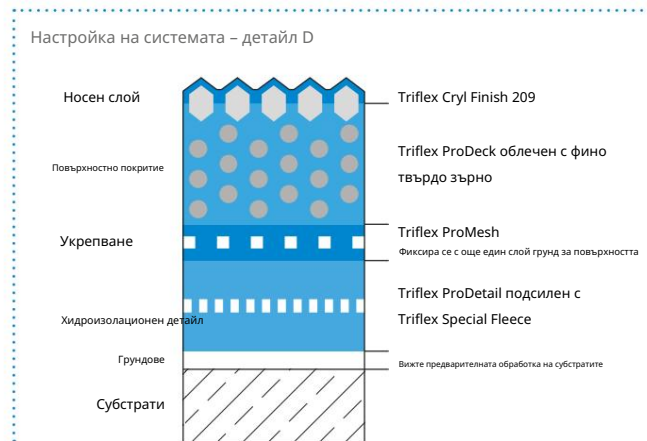 Настройка на системата – детайл D
Носен слой
Triflex Cryl Finish 209
Повърхностно покритие
Triflex ProDeck облечен с фино
твърдо зърно
Укрепване
Triflex ProMesh
Фиксира се с още един слой грунд за повърхността
Хидроизолационен детайл
Triflex ProDetail подсилен с
Triflex Special Fleece
Грундове
Вижте предварителната обработка на субстратите
Субстрати